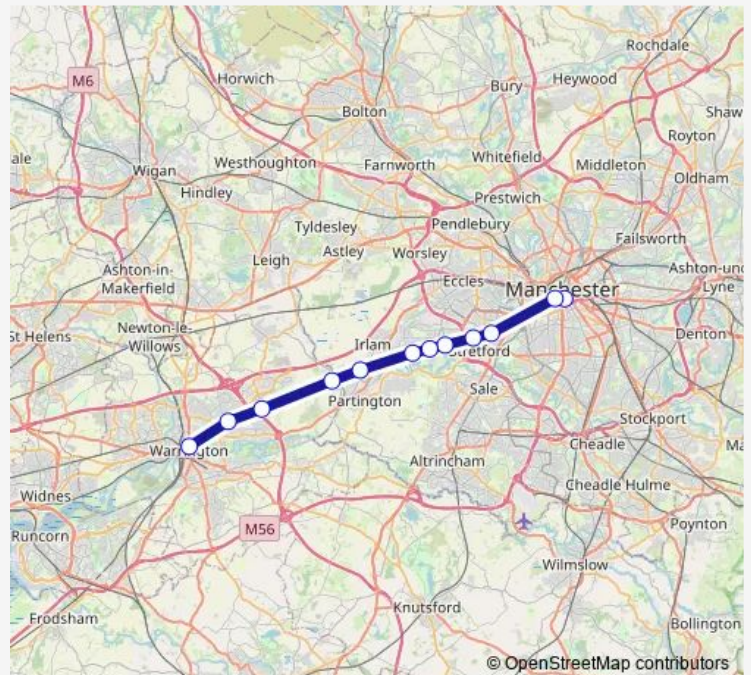 Rochdale
M6
Horwich
Bury
Heywood
Bolton
Shaw
Royton
ale
Wigan
Westhoughton
Farnworth
Whitefield
Middleton
Oldham
Hindley
Prestwich
Tyldesley
Pendlebury
Failsworth
Astley
Worsley
Leigh
Ashton-in-
Makerfield
Eccles
Manchester
Ashton-und
Lyne
St Helens
Newton-le-
Willows
Irlam
Stretford
Denton
Sale
Partington
Stockport
Warrington
Cheadle
Ma
Altrincham
Cheadle Hulme
Widnes
M56
Poynton
Runcorn
Wilmslow
Knutsford
Frodsham
Bollington
© OpenStreetMap contributors